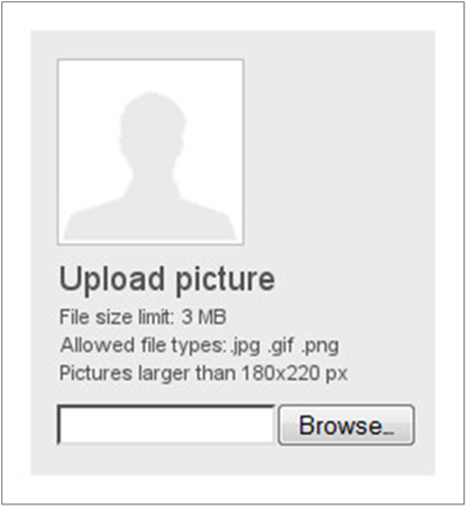 Upload picture
File size limit: 3 MB
Allowed file types: .jpg .gif .png
Pictures larger than 180x220 px
Browse...